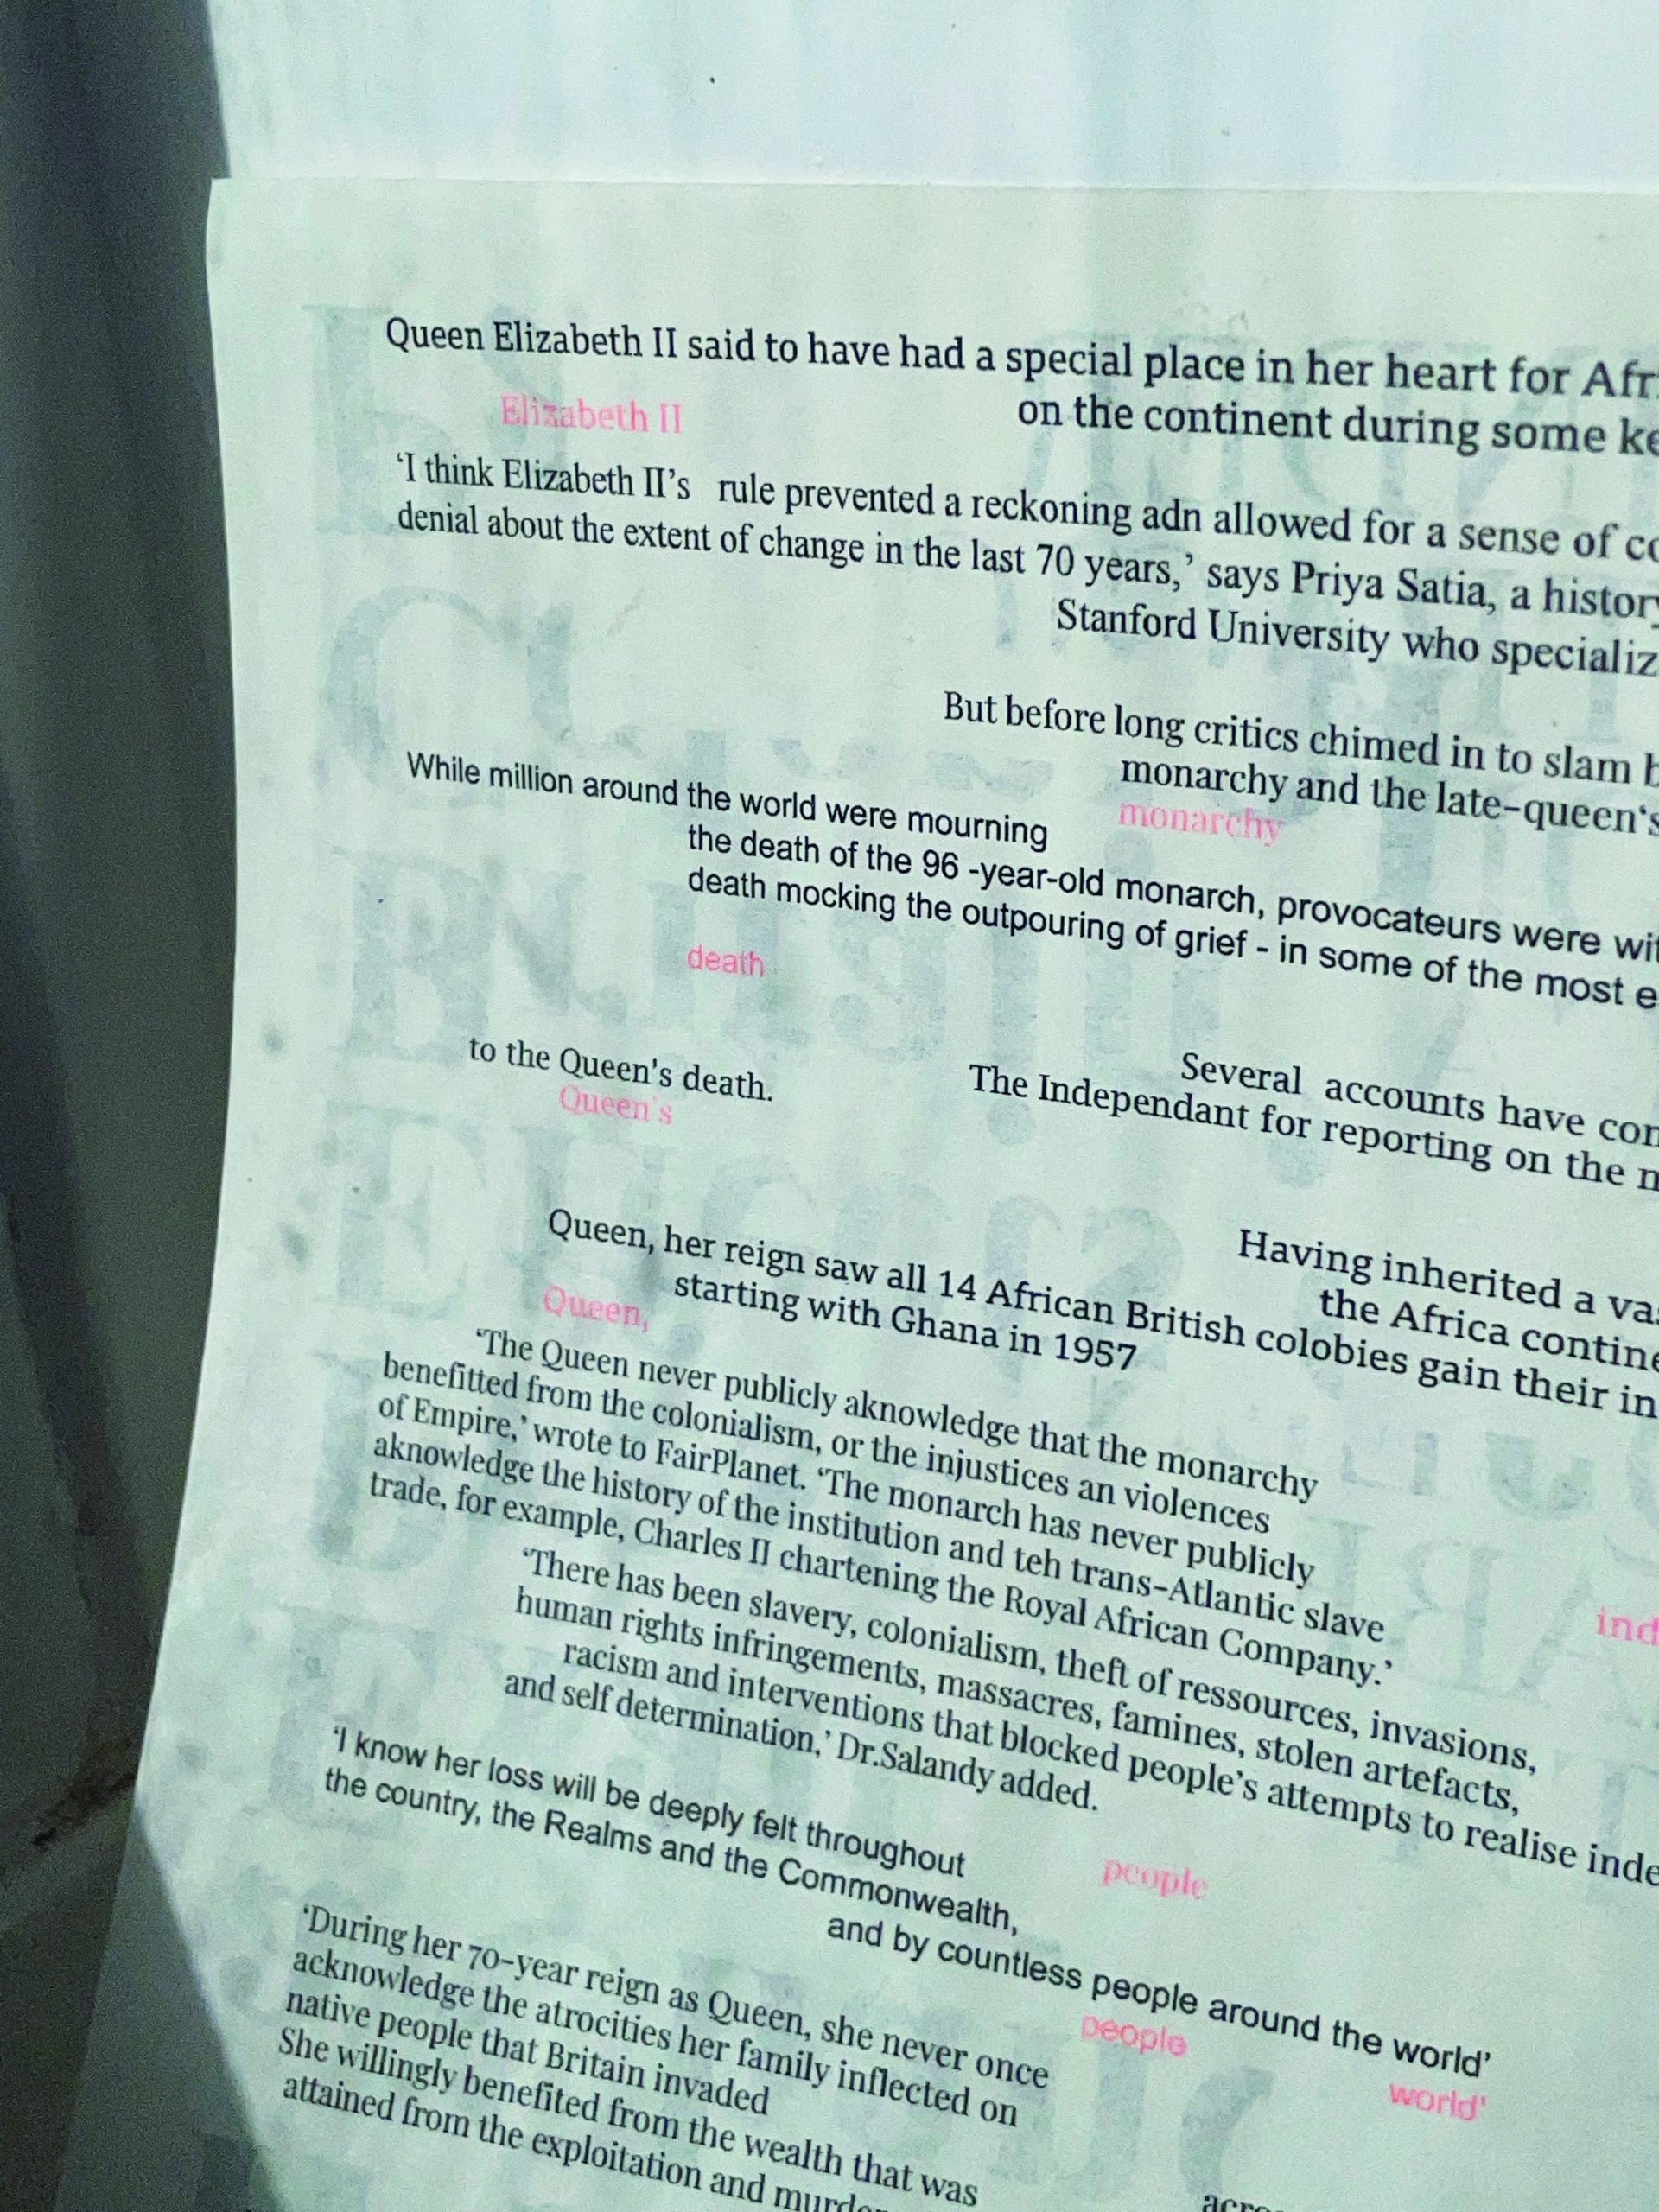 Queen Elizabeth II said to have had a special place in her heart for
Elizabeth II
on the continent during some
‘I think Elizabeth II’s rule prevented a reckoning adn allowed for a sense of
denial about the extent of change in the last 70 years,’ says Priya Satia, a
Stanford University who
But before long critics chimed in to slam
monarchy and the late-queen‘s
monarchy
While million around the world were mourning
the death of the 96 -year-old monarch, provocateurs were
death mocking the outpouring of grief - in some of the most
death
to the Queen's death.
Queen's
Several accounts have
The Independant for reporting on the
Having inherited a
the Africa
Queen, her reign saw all 14 African British colobies gain their
starting with Ghana in 1957
Queen,
‘The Queen never publicly aknowledge that the monarchy
benefitted from the colonialism, or the injustices an violences
of Empire,’ wrote to FairPlanet. ‘The monarch has never publicly
aknowledge the history of the institution and teh trans-Atlantic slave
trade, for example, Charles II chartening the Royal African Company.’
‘There has been slavery, colonialism, theft of ressources, invasions,
human rights infringements, massacres, famines, stolen artefacts,
racism and interventions that blocked people’s attempts to realise
and self determination,’ Dr.Salandy added.
‘I know her loss will be deeply felt throughout
the country, the Realms and the Commonwealth,
people
and by countless people around the world’
people
world’
‘During her 70-year reign as Queen, she never once
acknowledge the atrocities her family inflected on
native people that Britain invaded
She willingly benefited from the wealth that was
attained from the exploitation and